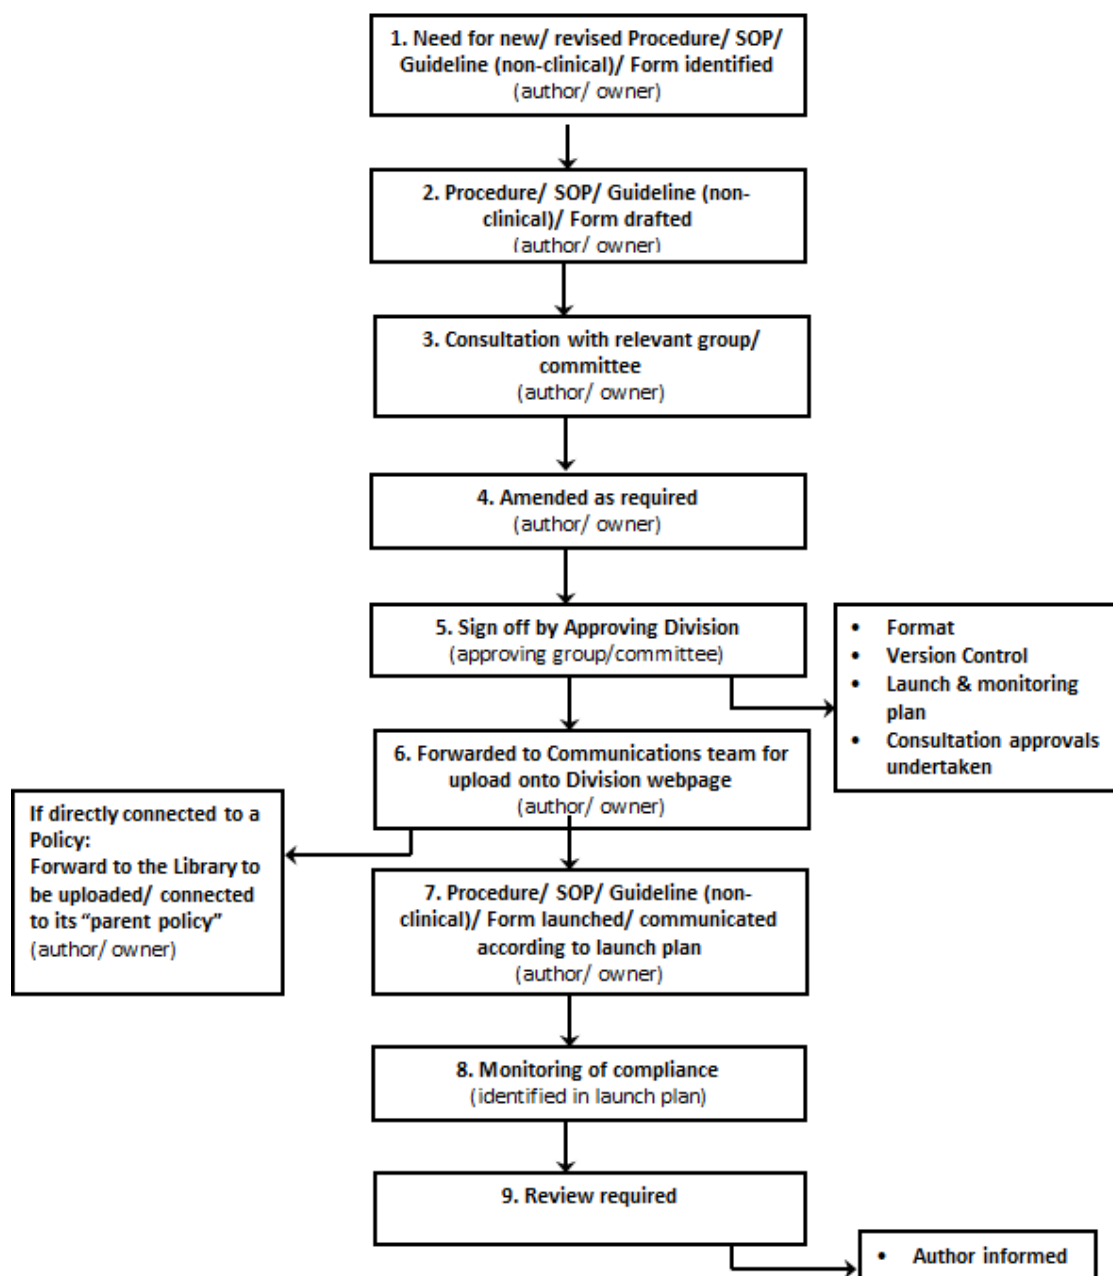 1. Need for new/ revised Procedure/ SOP/
Guideline (non-clinical)/ Form identified
(author/ owner)
2. Procedure/ SOP/ Guideline (non-
clinical)/ Form drafted
(author/ owner)
3. Consultation with relevant group/
committee
(author/ owner)
4. Amended as required
(author/ owner)
5. Sign off by Approving Division
(approving group/committee)
• Format
• Version Control
• Launch & monitoring
plan
• Consultation approvals
undertaken
6. Forwarded to Communications team for
upload onto Division webpage
(author/ owner)
If directly connected to a
Policy:
Forward to the Library to
be uploaded/ connected
to its “parent policy”
(author/ owner)
7. Procedure/ SOP/ Guideline (non-
clinical)/ Form launched/ communicated
according to launch plan
(author/ owner)
8. Monitoring of compliance
(identified in launch plan)
9. Review required
• Author informed